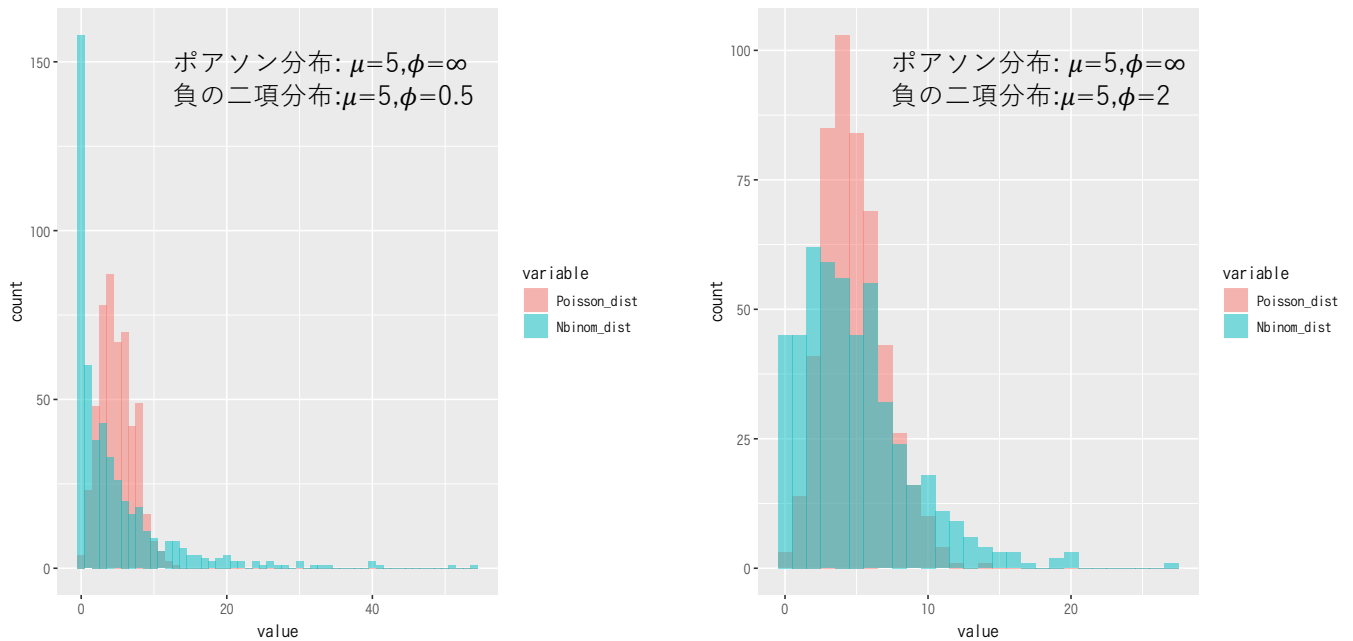 ポアソン分布: μ=5,ϕ=∞
負の二項分布:μ=5,ϕ=0.5
150
100
50
0
count
0 20 40
value
variable
Poisson_dist
Nbinom_dist
ポアソン分布: μ=5,ϕ=∞
負の二項分布:μ=5,ϕ=2
100
75
50
25
0
count
0 10 20
value
variable
Poisson_dist
Nbinom_dist